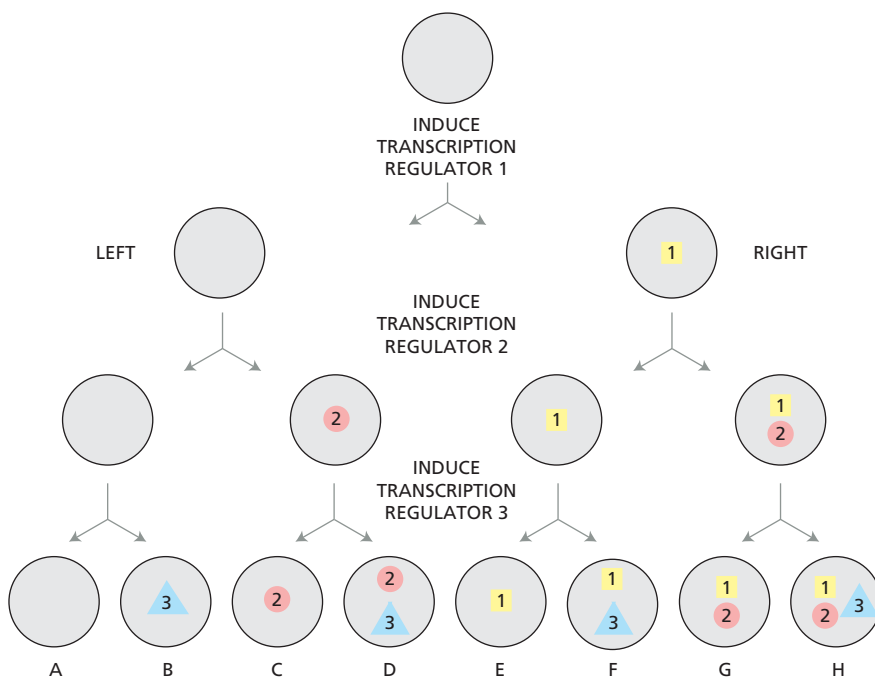 INDUCE
TRANSCRIPTION
REGULATOR 1
LEFT
1
RIGHT
INDUCE
TRANSCRIPTION
REGULATOR 2
2
1
1
2
INDUCE
TRANSCRIPTION
REGULATOR 3
3
2
2
3
1
1
3
1
2
1
2
3
A B C D E F G H